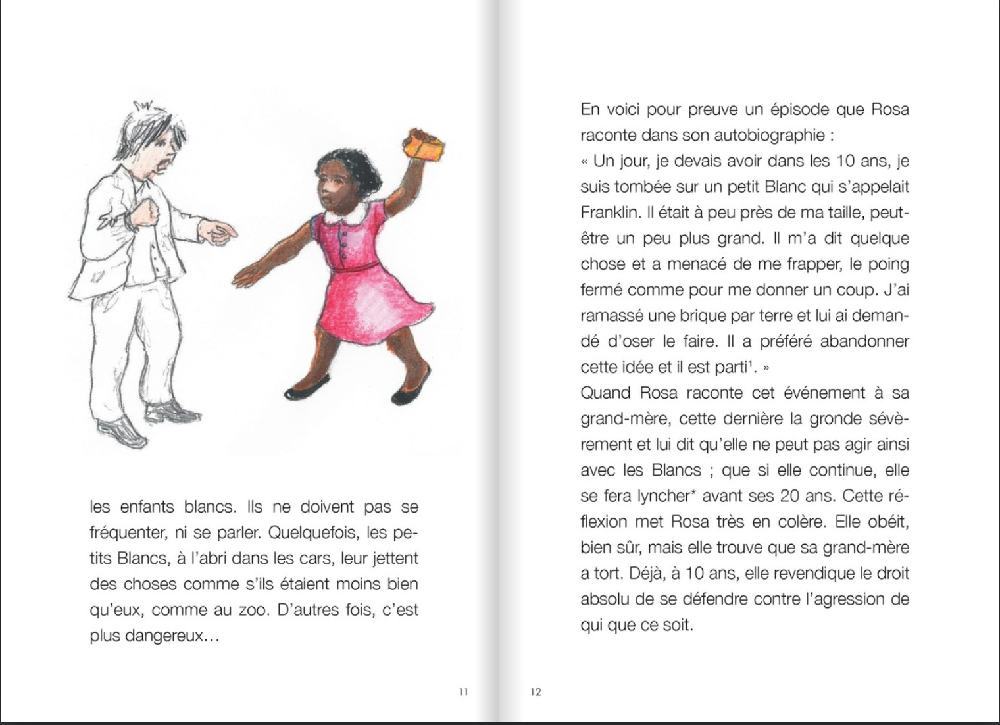 les enfants blancs. Ils ne doivent pas se
fréquenter, ni se parler. Quelquefois, les pe-
tits Blancs, à l'abri dans les cars, leur jettent
des choses comme s'ils étaient moins bien
qu'eux, comme au zoo. D'autres fois, c'est
plus dangereux…
11
En voici pour preuve un épisode que Rosa
raconte dans son autobiographie :
« Un jour, je devais avoir dans les 10 ans, je
suis tombée sur un petit Blanc qui s'appelait
Franklin. Il était à peu près de ma taille, peut-
être un peu plus grand. Il m'a dit quelque
chose et a menacé de me frapper, le poing
fermé comme pour me donner un coup. J'ai
ramassé une brique par terre et lui ai deman-
dé d'oser le faire. Il a préféré abandonner
cette idée et il est parti¹. »
Quand Rosa raconte cet événement à sa
grand-mère, cette dernière la gronde sévè-
rement et lui dit qu'elle ne peut pas agir ainsi
avec les Blancs ; que si elle continue, elle
se fera lyncher* avant ses 20 ans. Cette ré-
flexion met Rosa très en colère. Elle obéit,
bien sûr, mais elle trouve que sa grand-mère
a tort. Déjà, à 10 ans, elle revendique le droit
absolu de se défendre contre l'agression de
qui que ce soit.
12